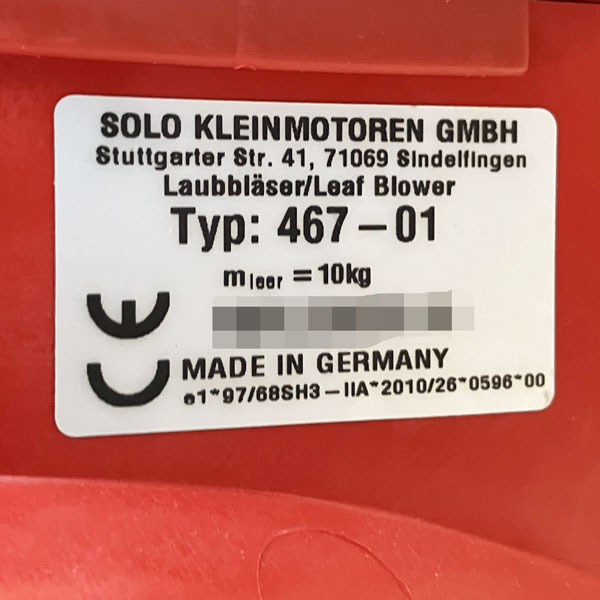 SOLO KLEINMOTOREN GMBH
Stuttgarter Str. 41, 71069 Sindelfingen
Laubbläser/Leaf Blower
Typ: 467-01
m leer = 10kg
CE
MADE IN GERMANY
e1*97/68SH3-IIA*2010/26*0596*00